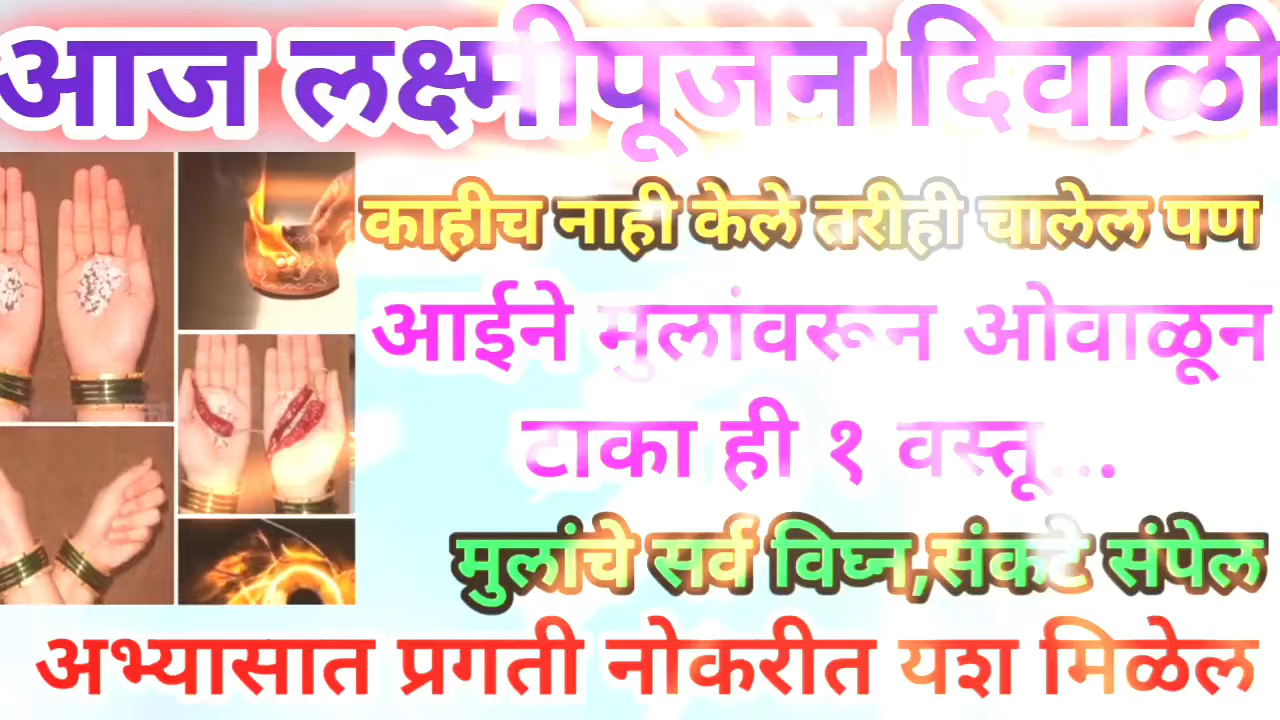 आज लक्ष्मीपूजन दिवाळी
काहीच नाही केले तरीही चालेल पण
आईने मुलांवरून ओवाळून
टाका ही १ वस्तू...
मुलांचे सर्व विघ्न,संकटे संपेल
अभ्यासात प्रगती नोकरीत यश मिळेल